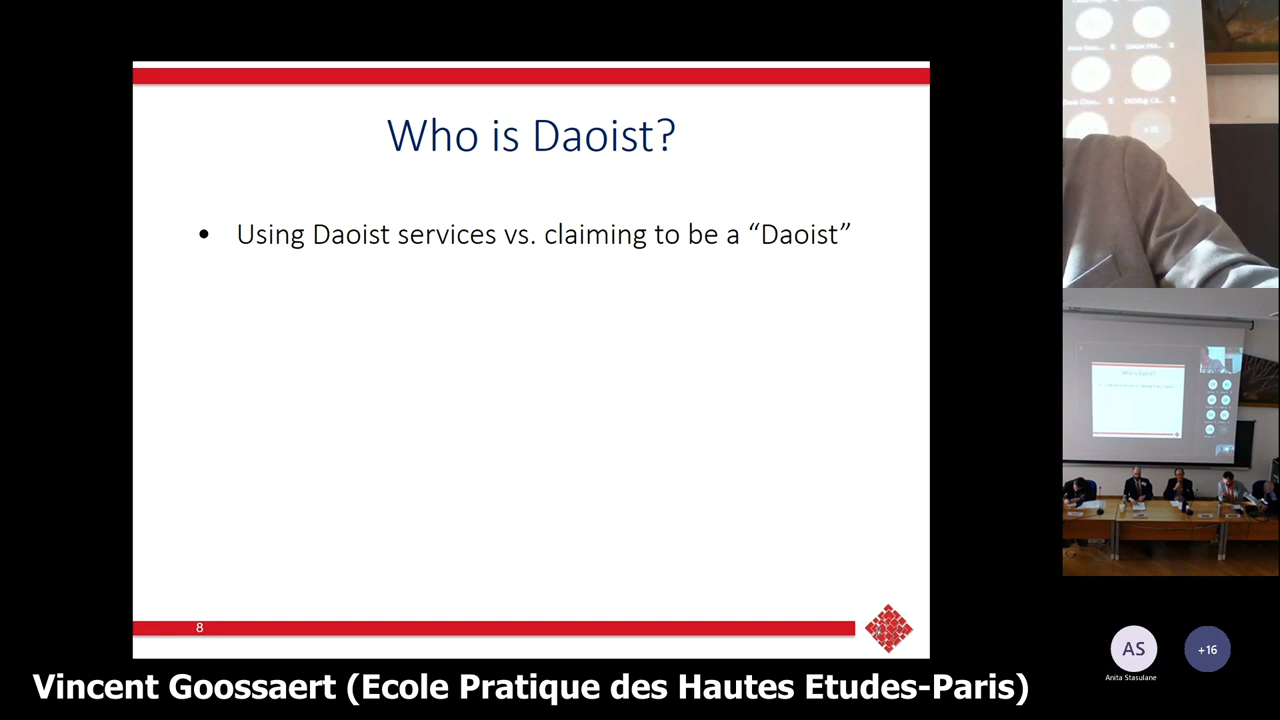 Who is Daoist?
• Using Daoist services vs. claiming to be a “Daoist”
8
AS
+16
Anita Stasulane
Vincent Goossaert (Ecole Pratique des Hautes Etudes-Paris)